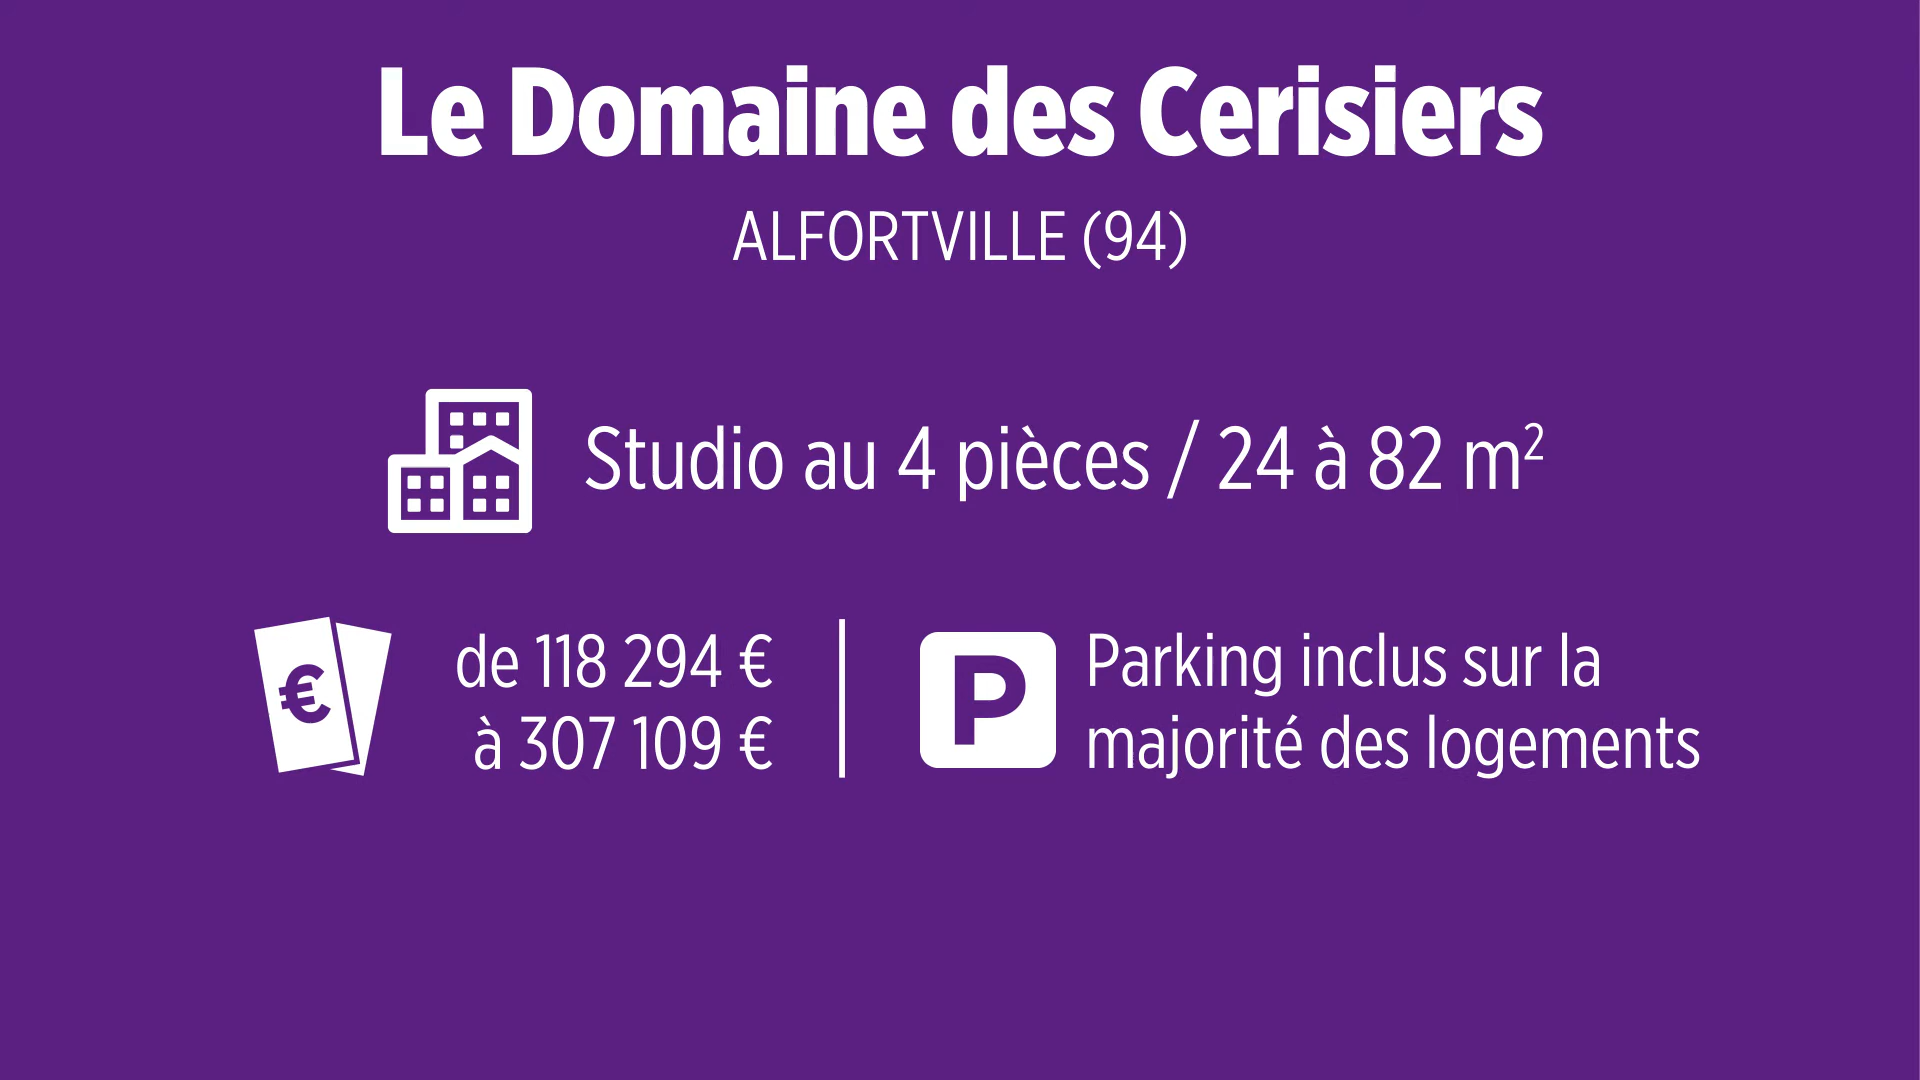 Le Domaine des Cerisiers
ALFORTVILLE (94)
Studio au 4 pièces / 24 à 82 m²
€
de 118 294 €
à 307 109 €
P
Parking inclus sur la
majorité des logements